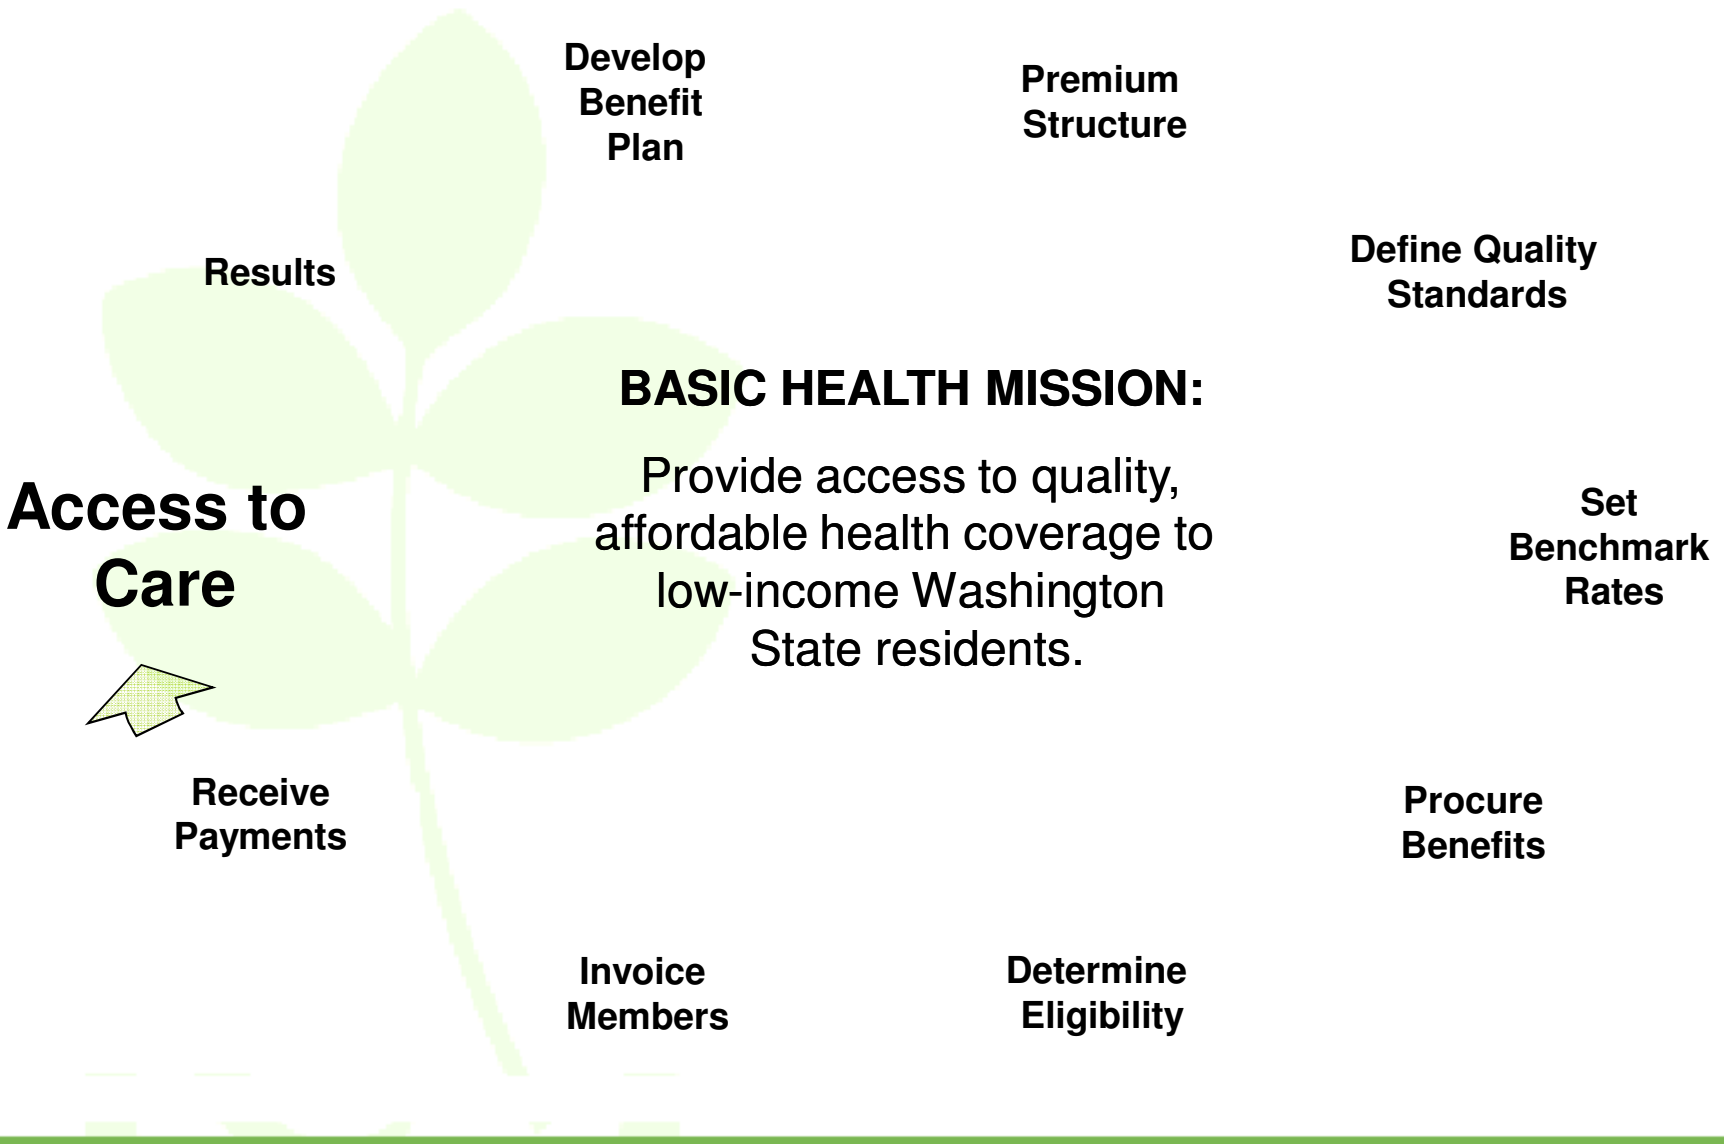 Develop
Benefit
Plan
Premium
Structure
Define Quality
Standards
Results
BASIC HEALTH MISSION:
Provide access to quality,
affordable health coverage to
low-income Washington
State residents.
Access to
Care
Set
Benchmark
Rates
Receive
Payments
Procure
Benefits
Invoice
Members
Determine
Eligibility